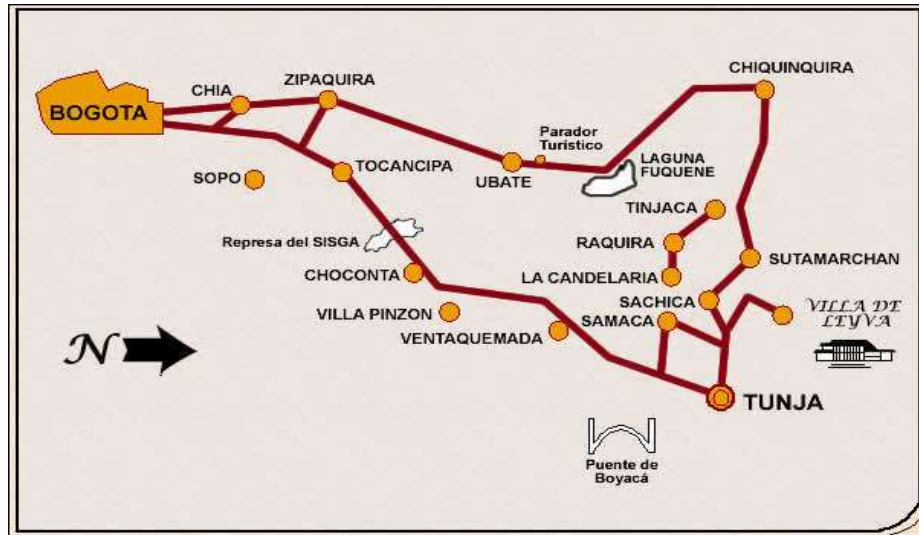 BOGOTA
CHIA
ZIPAQUIRA
CHIQUINQUIRA
SOPO
TOCANCIPA
UBATE
Parador
Turístico
LAGUNA
FUQUENE
TINJACA
RAQUIRA
Represa del SISGA
CHOCONTA
LA CANDELARIA
SUTAMARCHAN
SACHICA
VILLA PINZON
SAMACA
VILLA DE
LEYVA
VENTAQUEMADA
N
TUNJA
Puente de
Boyacá